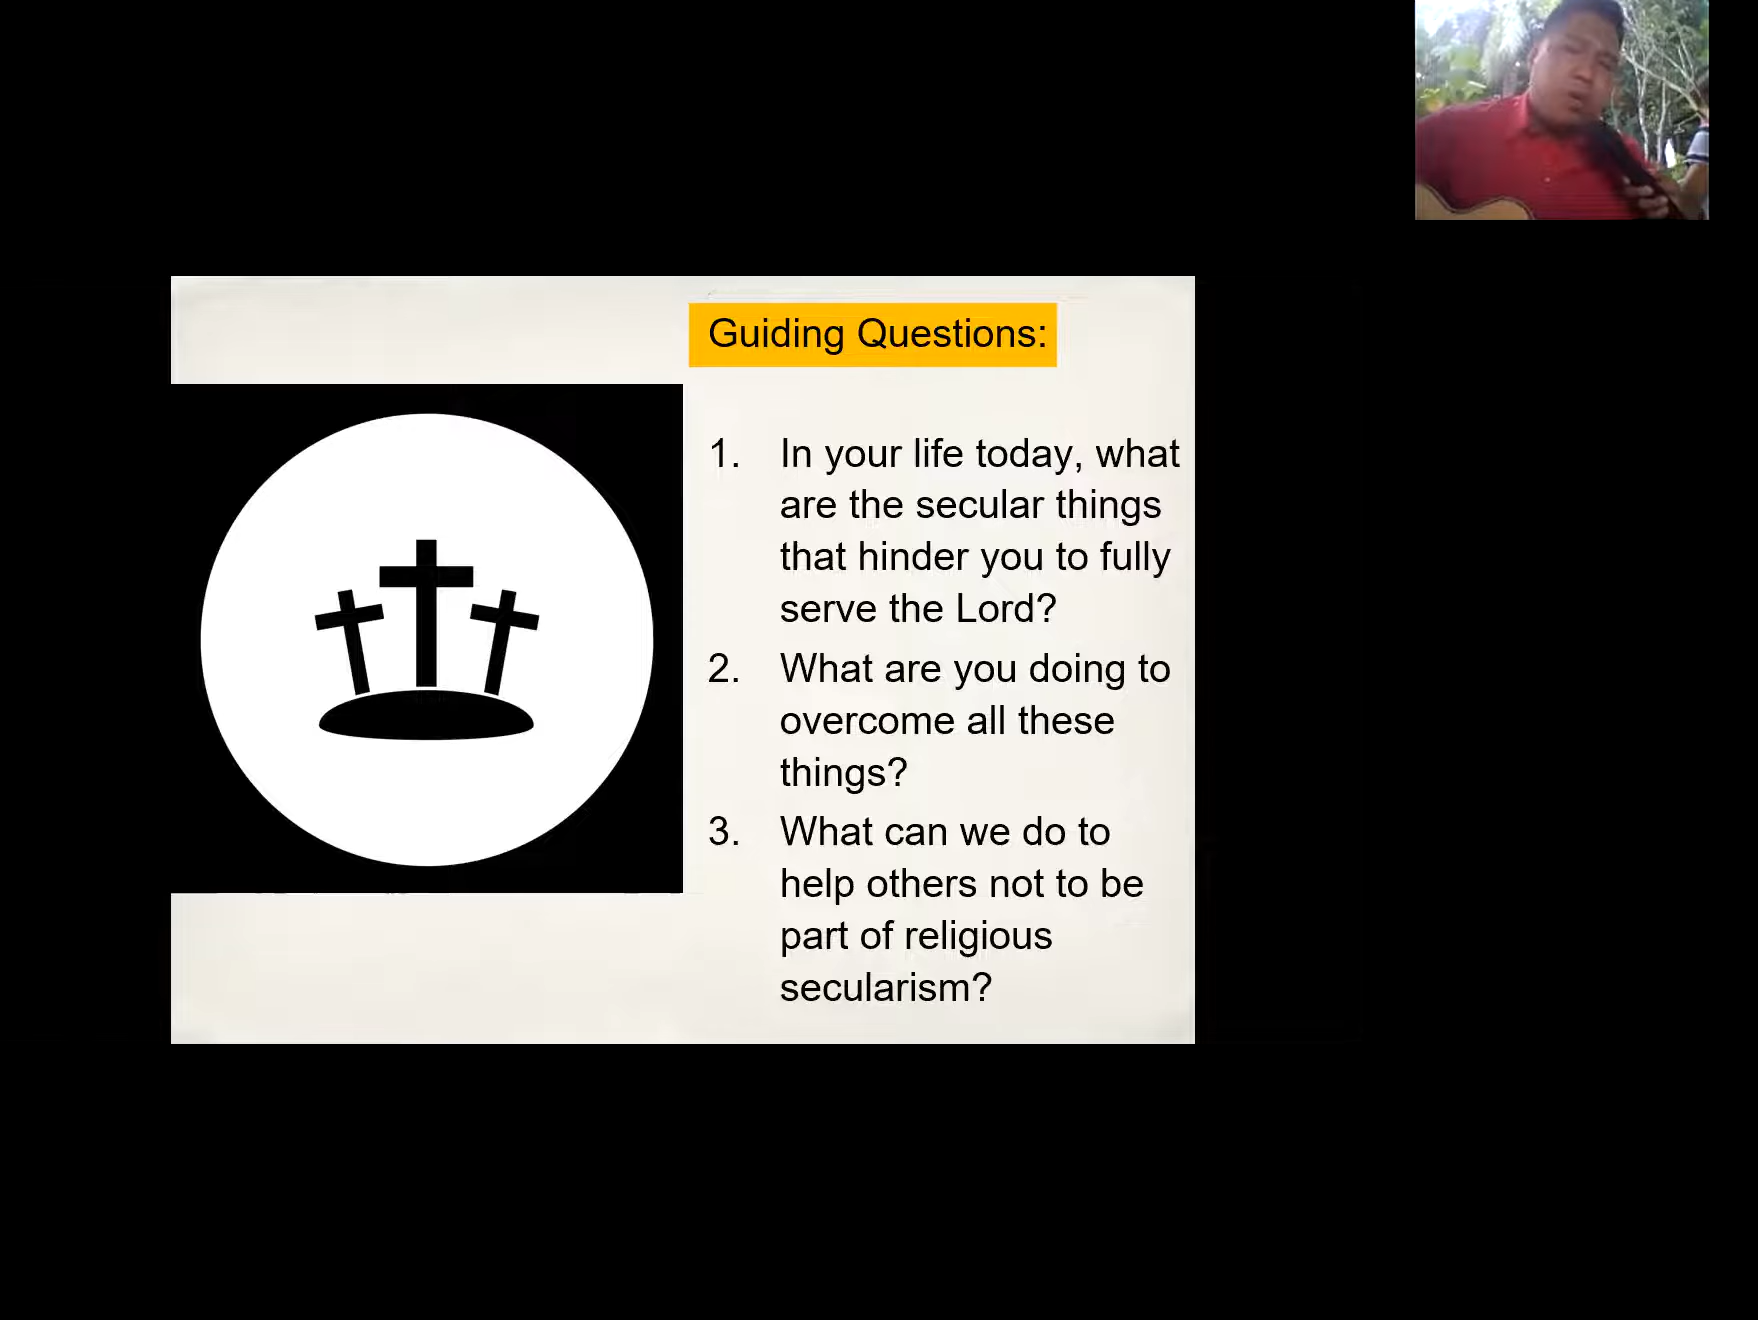 Guiding Questions:
1. In your life today, what
are the secular things
that hinder you to fully
serve the Lord?
2. What are you doing to
overcome all these
things?
3. What can we do to
help others not to be
part of religious
secularism?